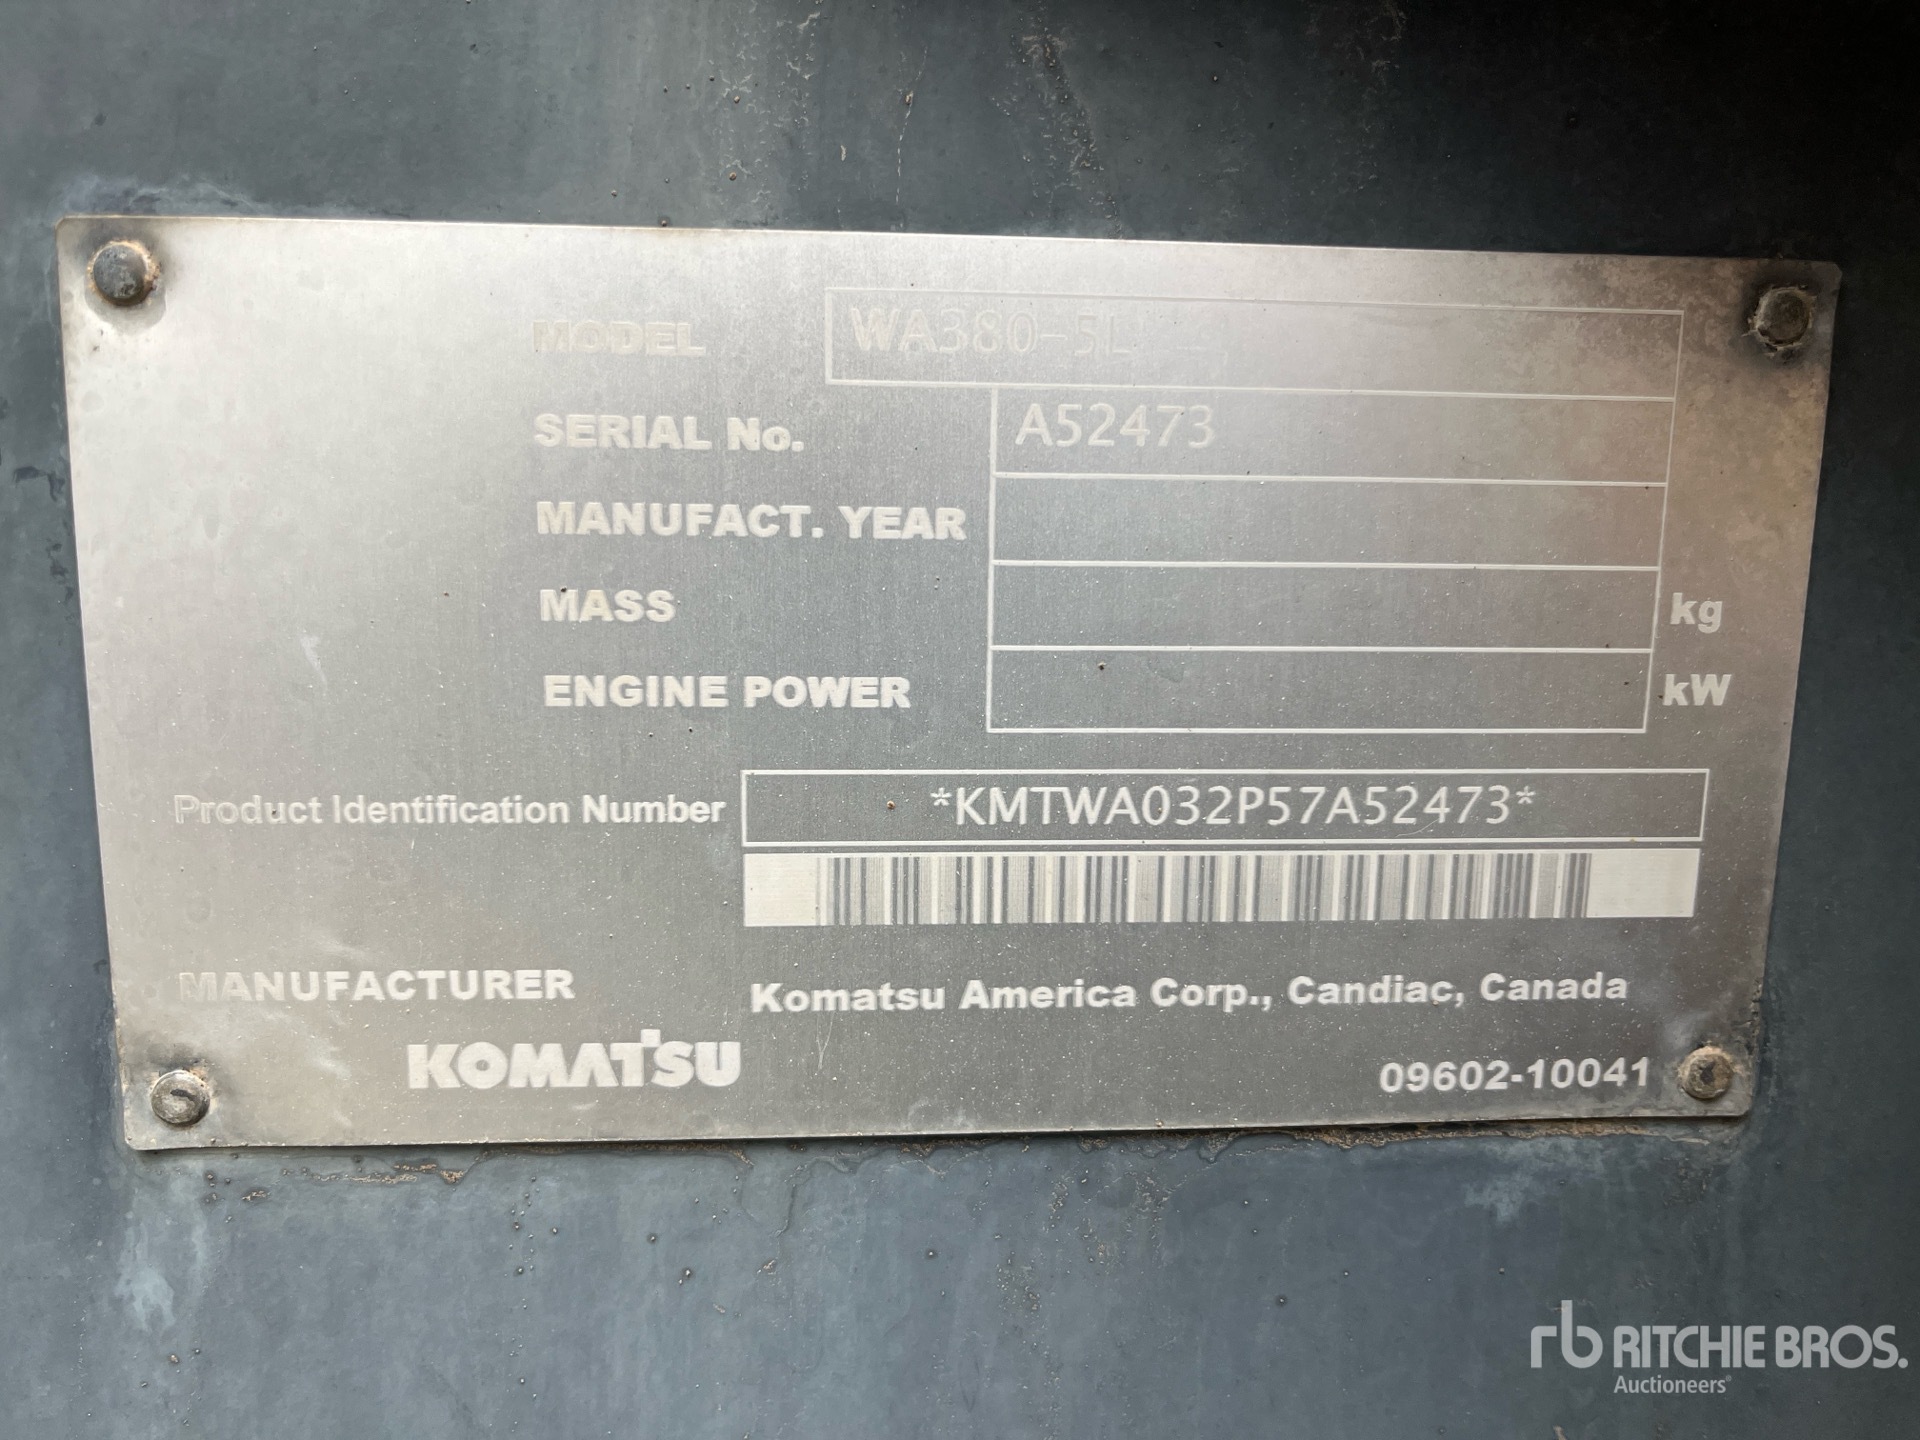 MODEL WA380-5L
SERIAL No. A52473
MANUFACT. YEAR
MASS kg
ENGINE POWER kW
Product Identification Number *KMTWA032P57A52473*
MANUFACTURER Komatsu America Corp., Candiac, Canada
KOMATSU 09602-10041
rb RITCHIE BROS.
Auctioneers